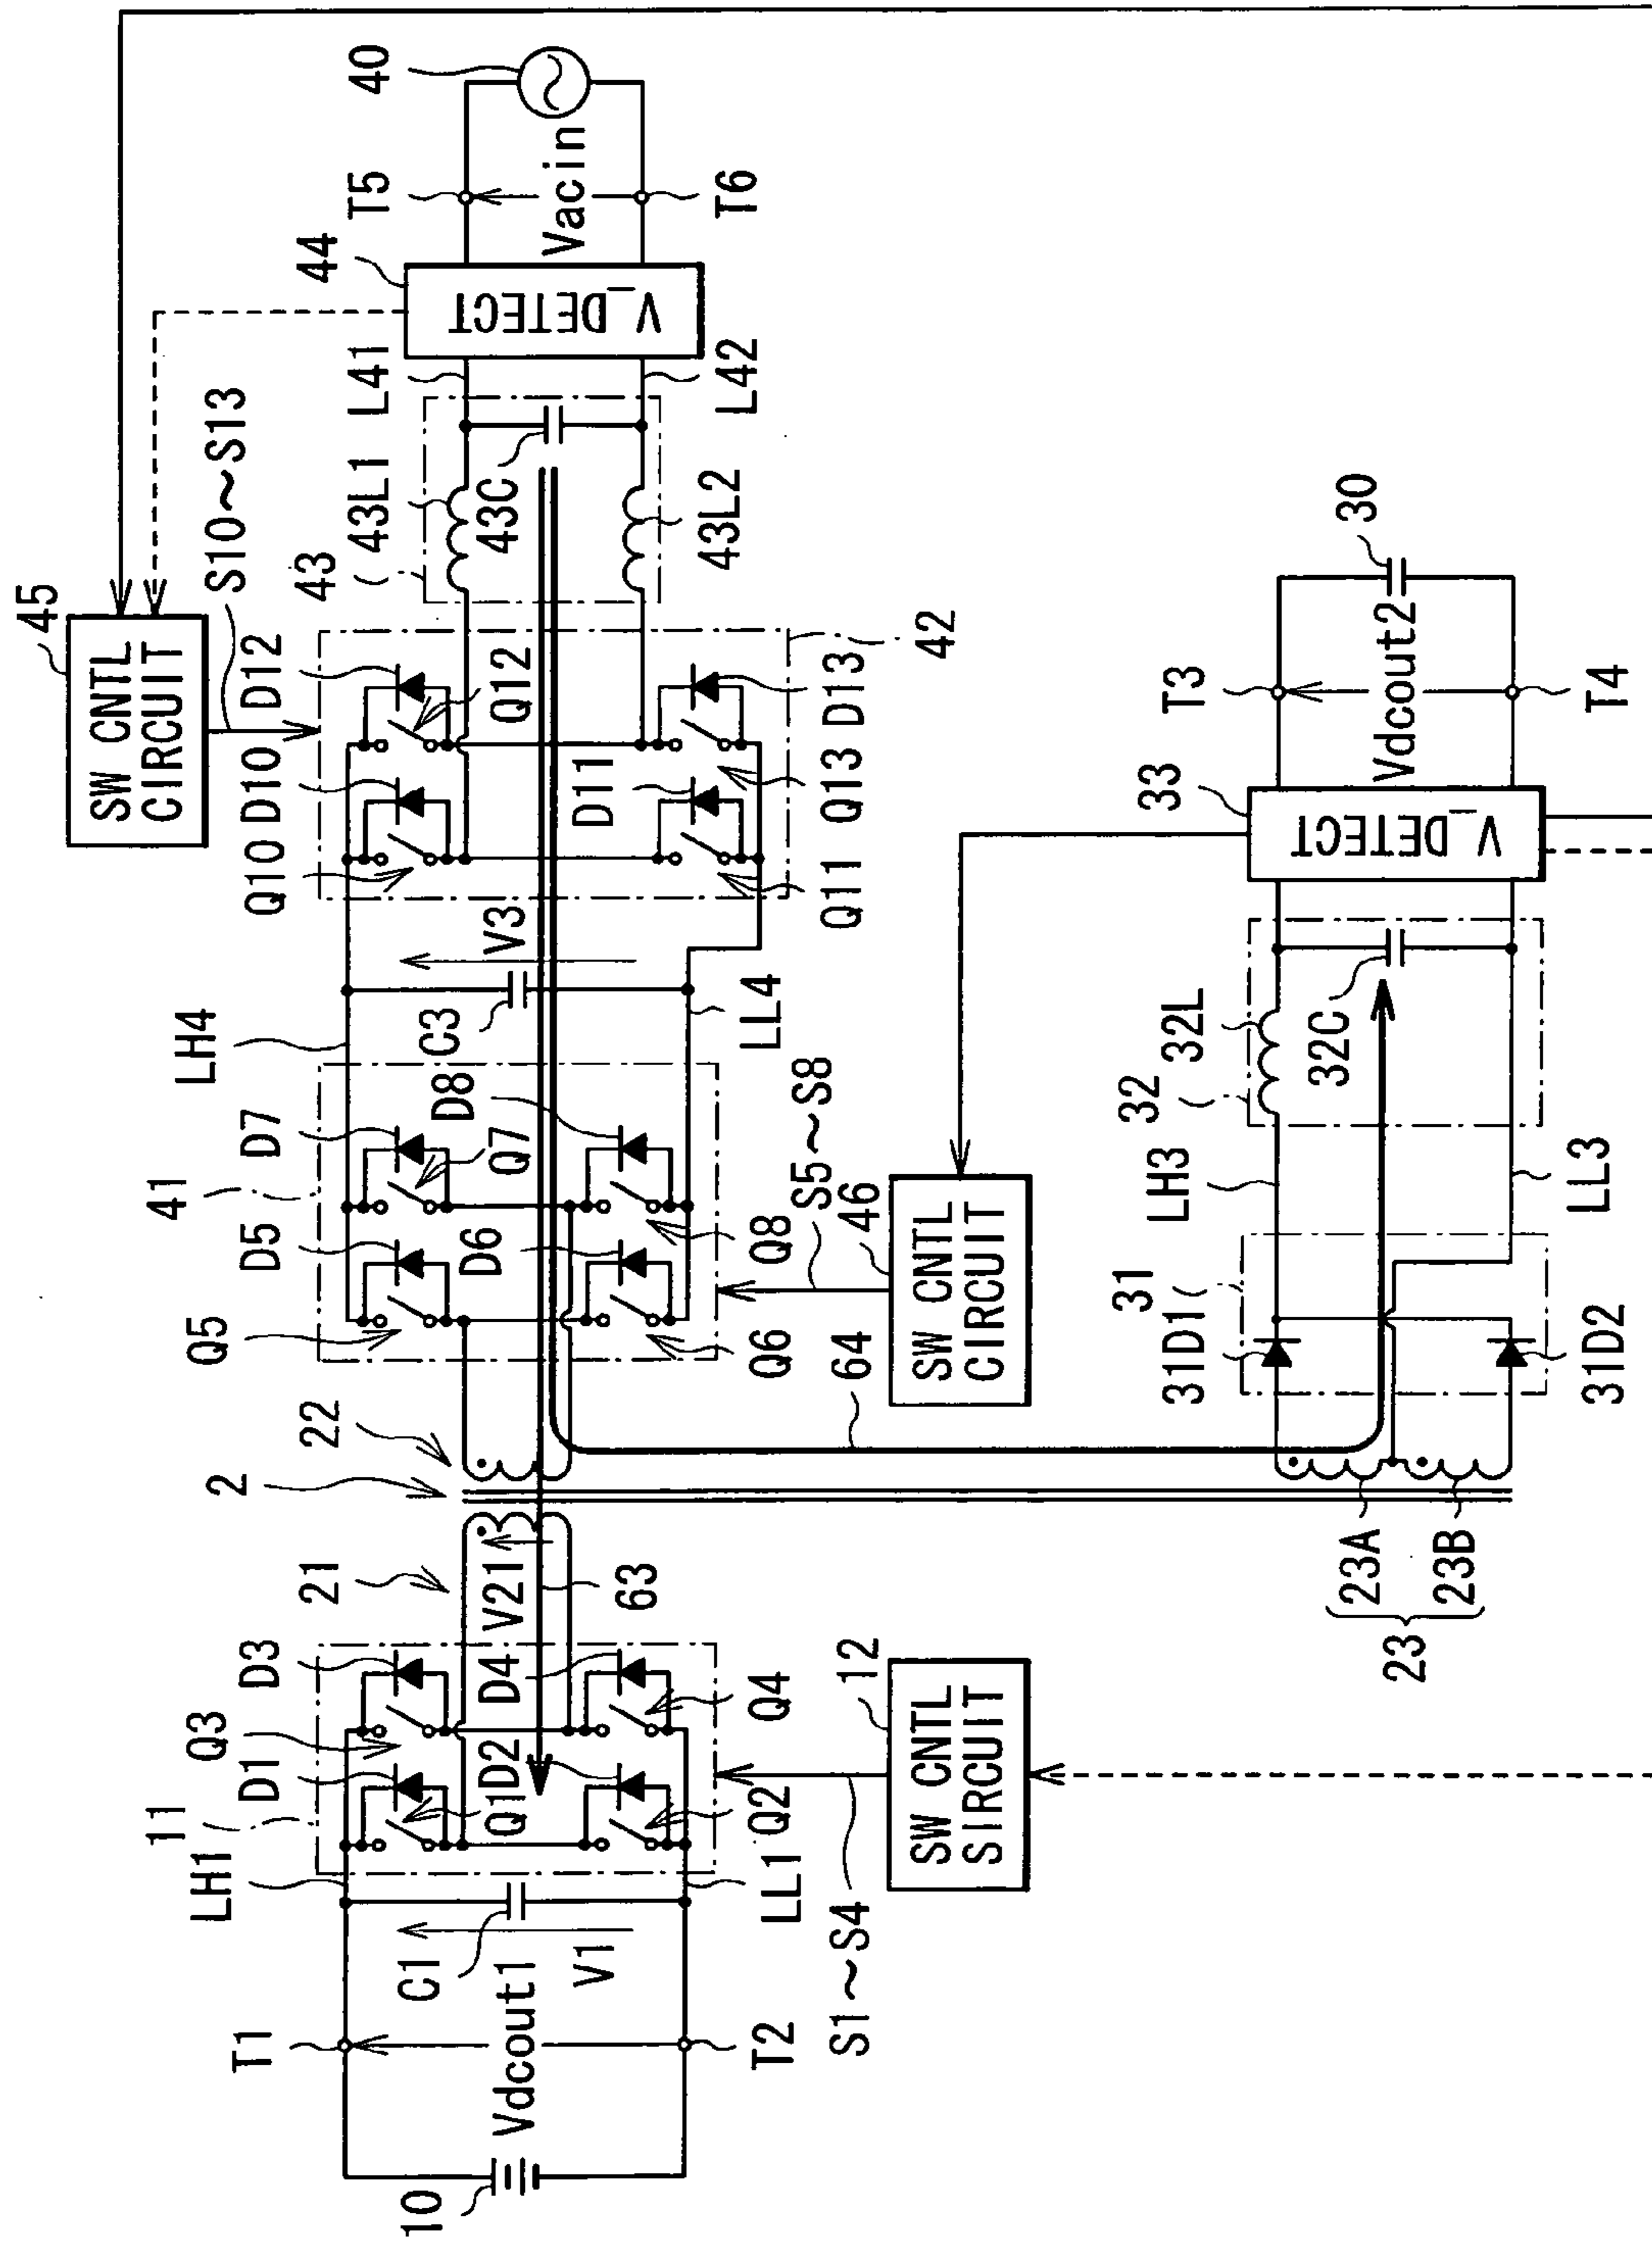 45
SW CNTL
CIRCUIT
S10~S13
44
V_DETECT
T5
40
Vacin
T6
L41
L42
43
43L1
43C
43L2
D12
Q12
D10
Q10
D11
D13
Q13
Q11
42
V3
C3
LH4
LL4
41
D7
D8
Q7
D5
D6
Q5
Q8
Q6
S5~S8
46
SW CNTL
CIRCUIT
64
22
2
21
V21
63
D3
D4
Q3
Q4
D1
D2
Q1
Q2
11
LH1
LL1
12
SW CNTL
SIRCUIT
S1~S4
C1
V1
T1
Vdcout1
T2
10
30
T3
Vdcout2
T4
33
V_DETECT
32
32L
32C
LH3
LL3
31
31D1
31D2
23A
23B
23